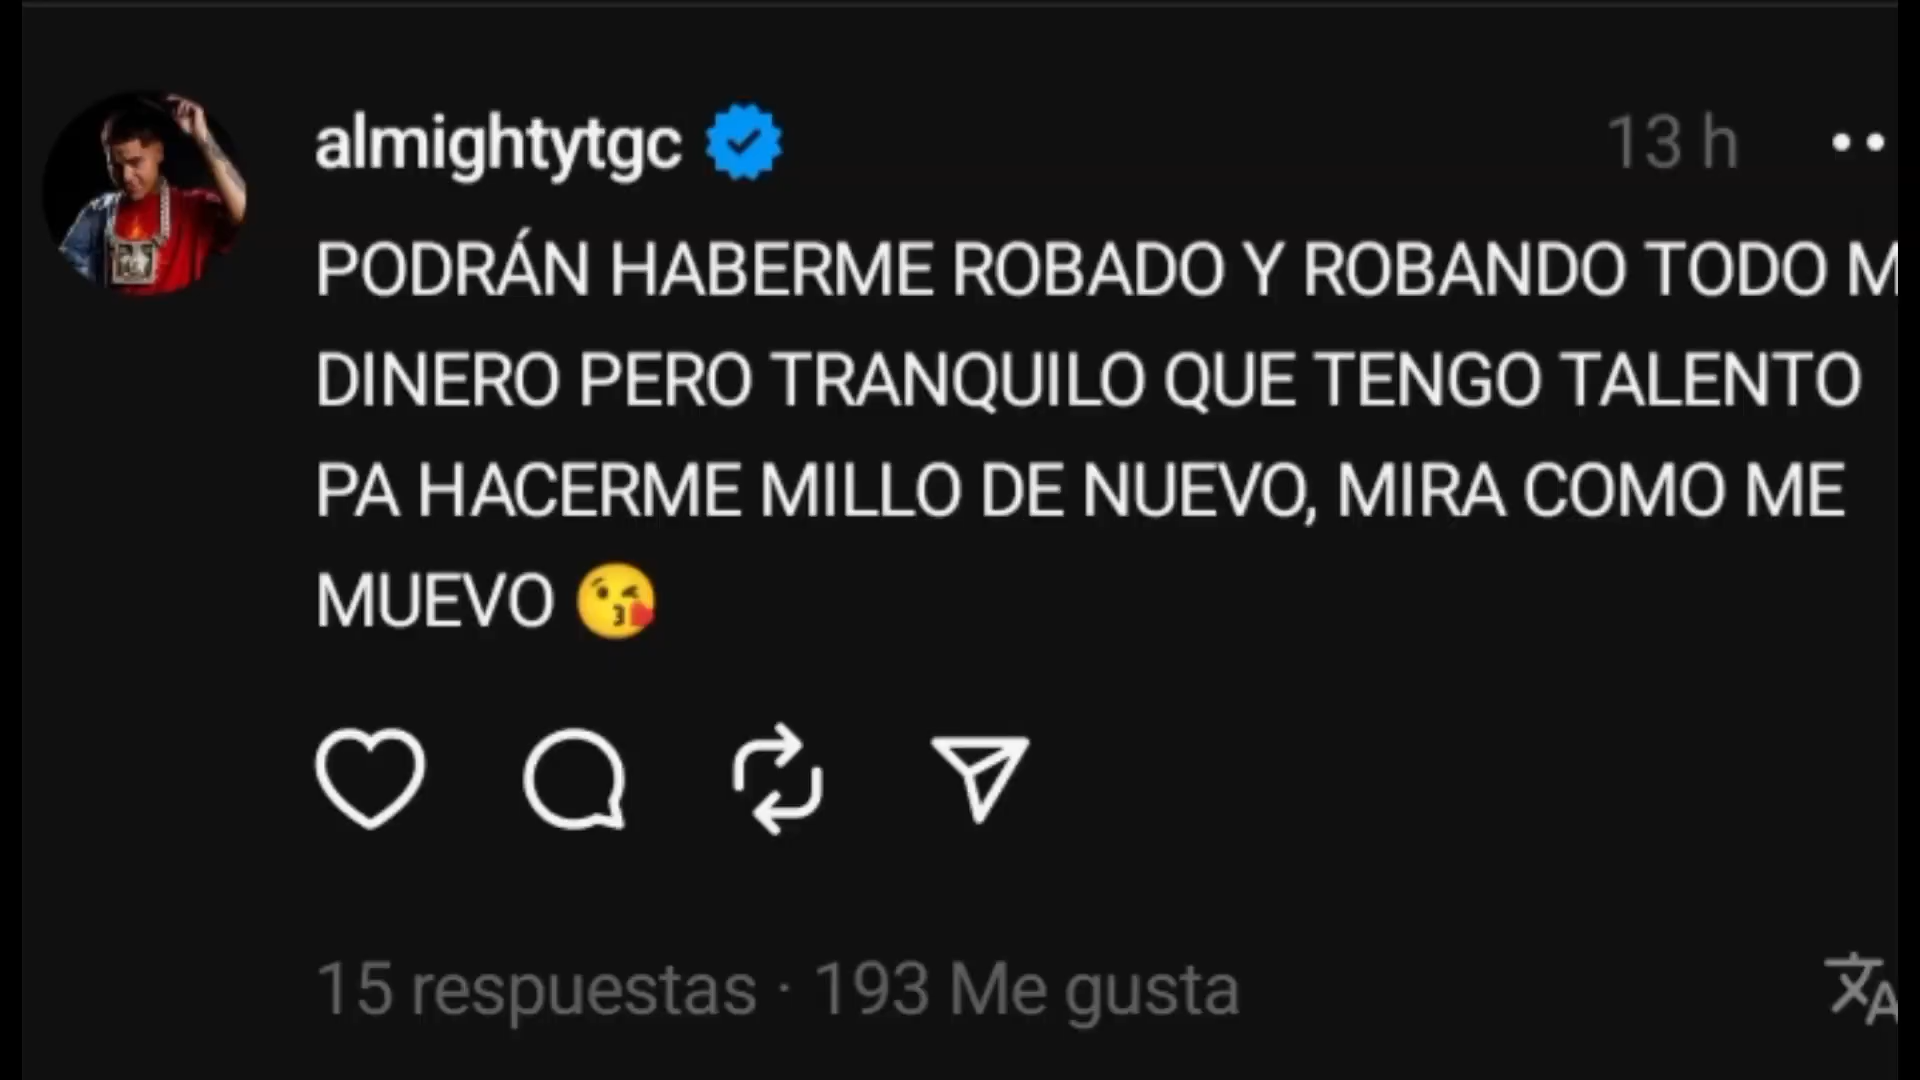 almightytgc
13 h
PODRÁN HABERME ROBADO Y ROBANDO TODO M
DINERO PERO TRANQUILO QUE TENGO TALENTO
PA HACERME MILLO DE NUEVO, MIRA COMO ME
MUEVO 😘
15 respuestas · 193 Me gusta